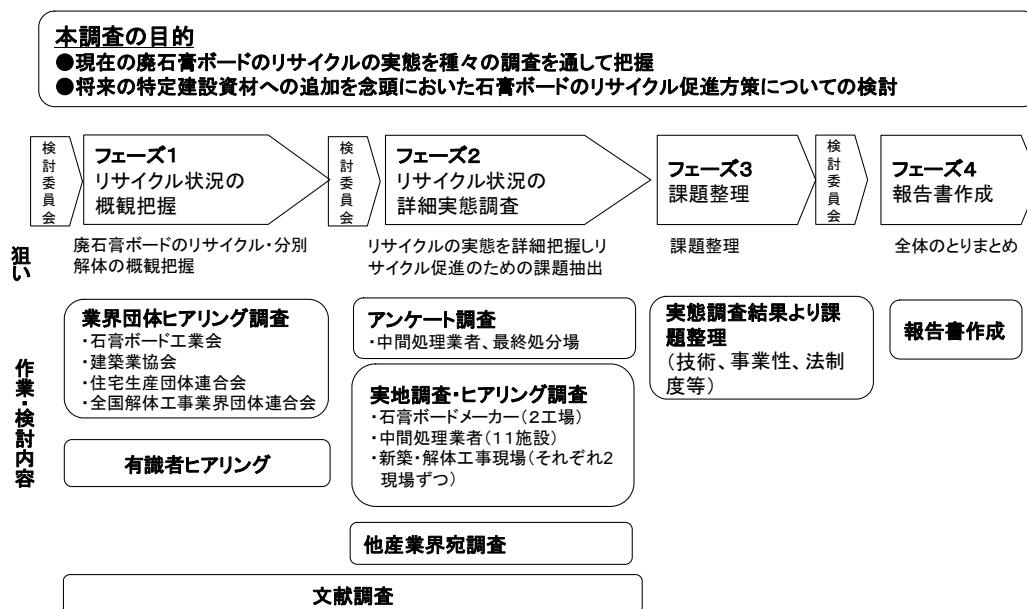 本調査の目的
●現在の廃石膏ボードのリサイクルの実態を種々の調査を通して把握
●将来の特定建設資材への追加を念頭においた石膏ボードのリサイクル促進方策についての検討
検討委員会
フェーズ1
リサイクル状況の
概観把握
検討委員会
フェーズ2
リサイクル状況の
詳細実態調査
フェーズ3
課題整理
検討委員会
フェーズ4
報告書作成
狙い
廃石膏ボードのリサイクル・分別
解体の概観把握
リサイクルの実態を詳細把握しリ
サイクル促進のための課題抽出
課題整理
全体のとりまとめ
作業・検討内容
業界団体ヒアリング調査
・石膏ボード工業会
・建築業協会
・住宅生産団体連合会
・全国解体工事業界団体連合会
有識者ヒアリング
アンケート調査
・中間処理業者、最終処分場
実地調査・ヒアリング調査
・石膏ボードメーカー(2工場)
・中間処理業者(11施設)
・新築・解体工事現場(それぞれ2
現場ずつ)
他産業界宛調査
文献調査
実態調査結果より課
題整理
(技術、事業性、法制
度等)
報告書作成